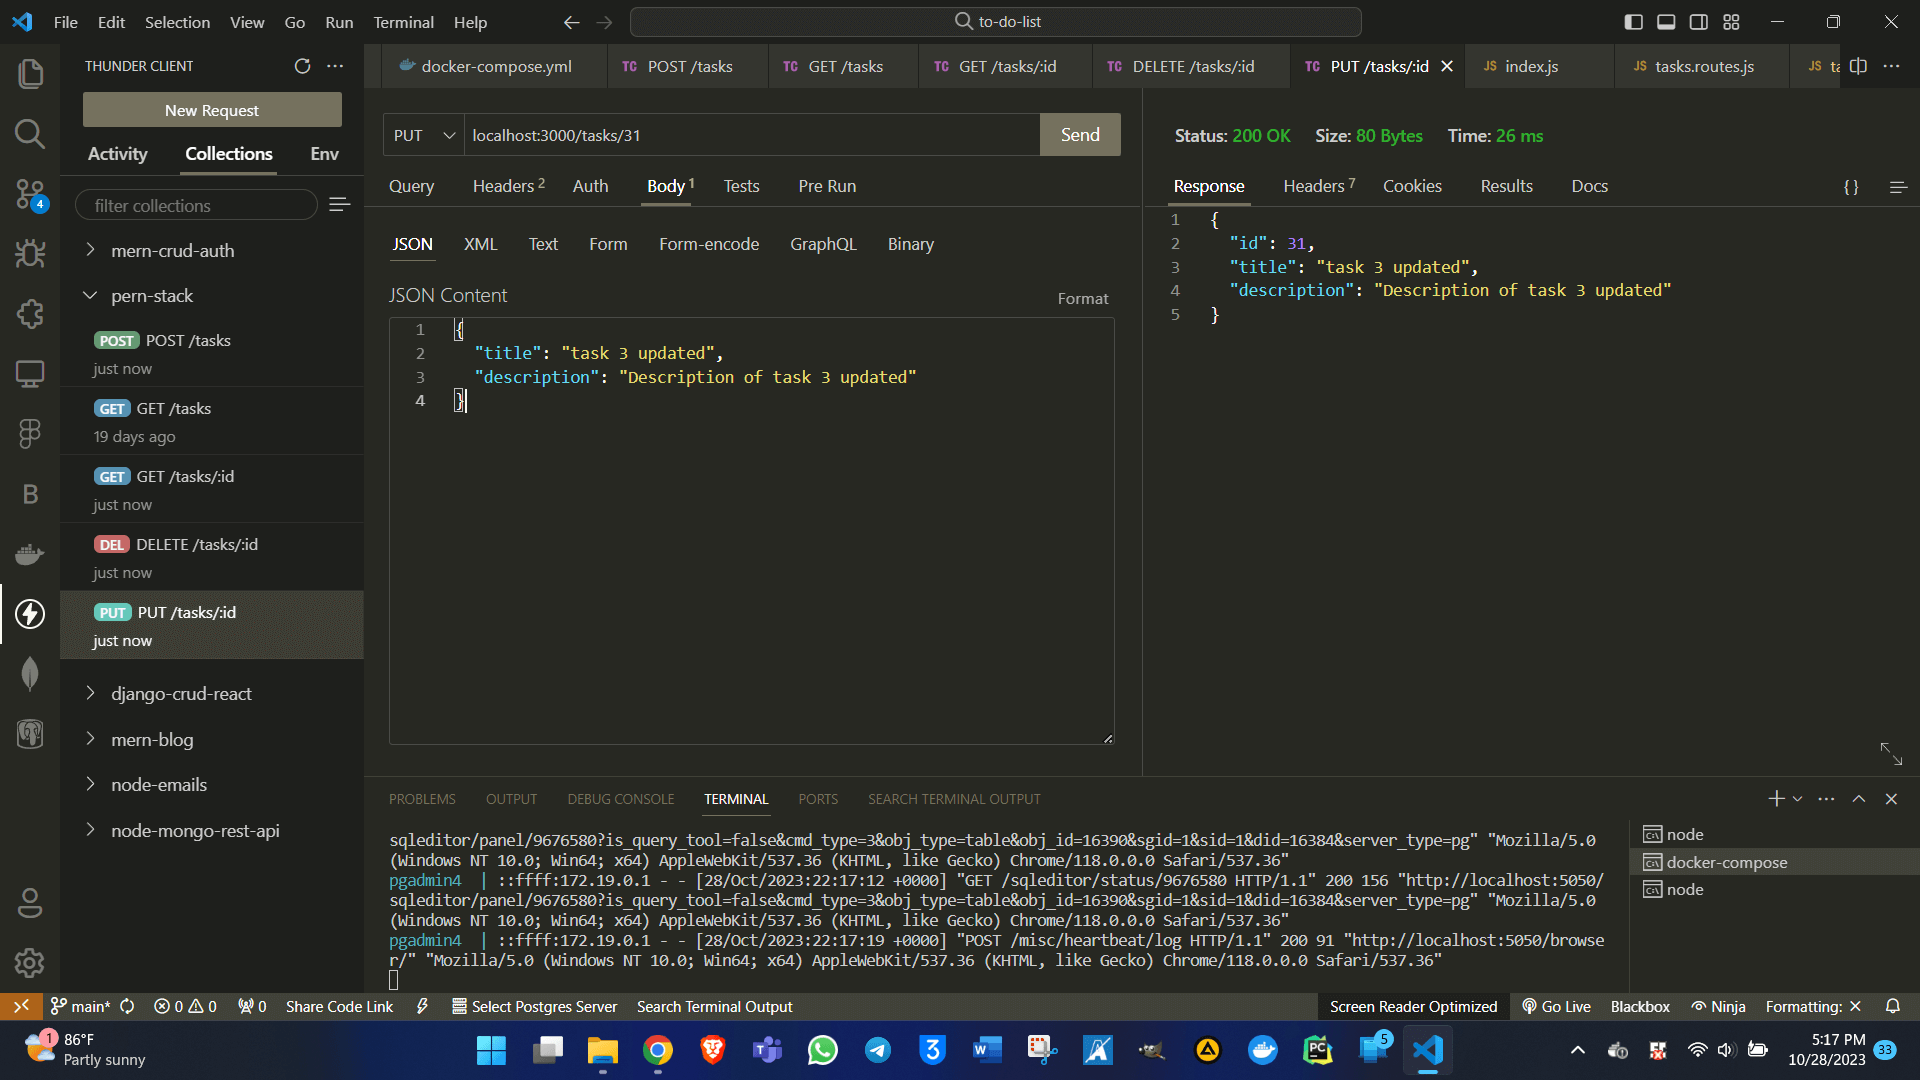 File Edit Selection View Go Run Terminal Help
to-do-list
THUNDER CLIENT
New Request
Activity Collections Env
filter collections
mern-crud-auth
pern-stack
POST POST /tasks
just now
GET GET /tasks
19 days ago
GET GET /tasks/:id
just now
DEL DELETE /tasks/:id
just now
PUT PUT /tasks/:id
just now
django-crud-react
mern-blog
node-emails
node-mongo-rest-api
4
B
docker-compose.yml TC POST /tasks TC GET /tasks TC GET /tasks/:id TC DELETE /tasks/:id TC PUT /tasks/:id JS index.js JS tasks.routes.js JS ta
PUT localhost:3000/tasks/31 Send
Query Headers 2 Auth Body 1 Tests Pre Run
JSON XML Text Form Form-encode GraphQL Binary
JSON Content Format
1 {
2 "title": "task 3 updated",
3 "description": "Description of task 3 updated"
4 }
Status: 200 OK Size: 80 Bytes Time: 26 ms
Response Headers 7 Cookies Results Docs {}
1 {
2 "id": 31,
3 "title": "task 3 updated",
4 "description": "Description of task 3 updated"
5 }
PROBLEMS OUTPUT DEBUG CONSOLE TERMINAL PORTS SEARCH TERMINAL OUTPUT
sqleditor/panel/9676580?is_query_tool=false&cmd_type=3&obj_type=table&obj_id=16390&sgid=1&sid=1&did=16384&server_type=pg" "Mozilla/5.0
(Windows NT 10.0; Win64; x64) AppleWebKit/537.36 (KHTML, like Gecko) Chrome/118.0.0.0 Safari/537.36"
pgadmin4 | ::ffff:172.19.0.1 - - [28/Oct/2023:22:17:12 +0000] "GET /sqleditor/status/9676580 HTTP/1.1" 200 156 "http://localhost:5050/
sqleditor/panel/9676580?is_query_tool=false&cmd_type=3&obj_type=table&obj_id=16390&sgid=1&sid=1&did=16384&server_type=pg" "Mozilla/5.0
(Windows NT 10.0; Win64; x64) AppleWebKit/537.36 (KHTML, like Gecko) Chrome/118.0.0.0 Safari/537.36"
pgadmin4 | ::ffff:172.19.0.1 - - [28/Oct/2023:22:17:19 +0000] "POST /misc/heartbeat/log HTTP/1.1" 200 91 "http://localhost:5050/browse
r/" "Mozilla/5.0 (Windows NT 10.0; Win64; x64) AppleWebKit/537.36 (KHTML, like Gecko) Chrome/118.0.0.0 Safari/537.36"
node
docker-compose
node
main* 0 0 0 Share Code Link Select Postgres Server Search Terminal Output Screen Reader Optimized Go Live Blackbox Ninja Formatting: ✕
1 86°F
Partly sunny
3 W PC 5
5:17 PM
10/28/2023 33